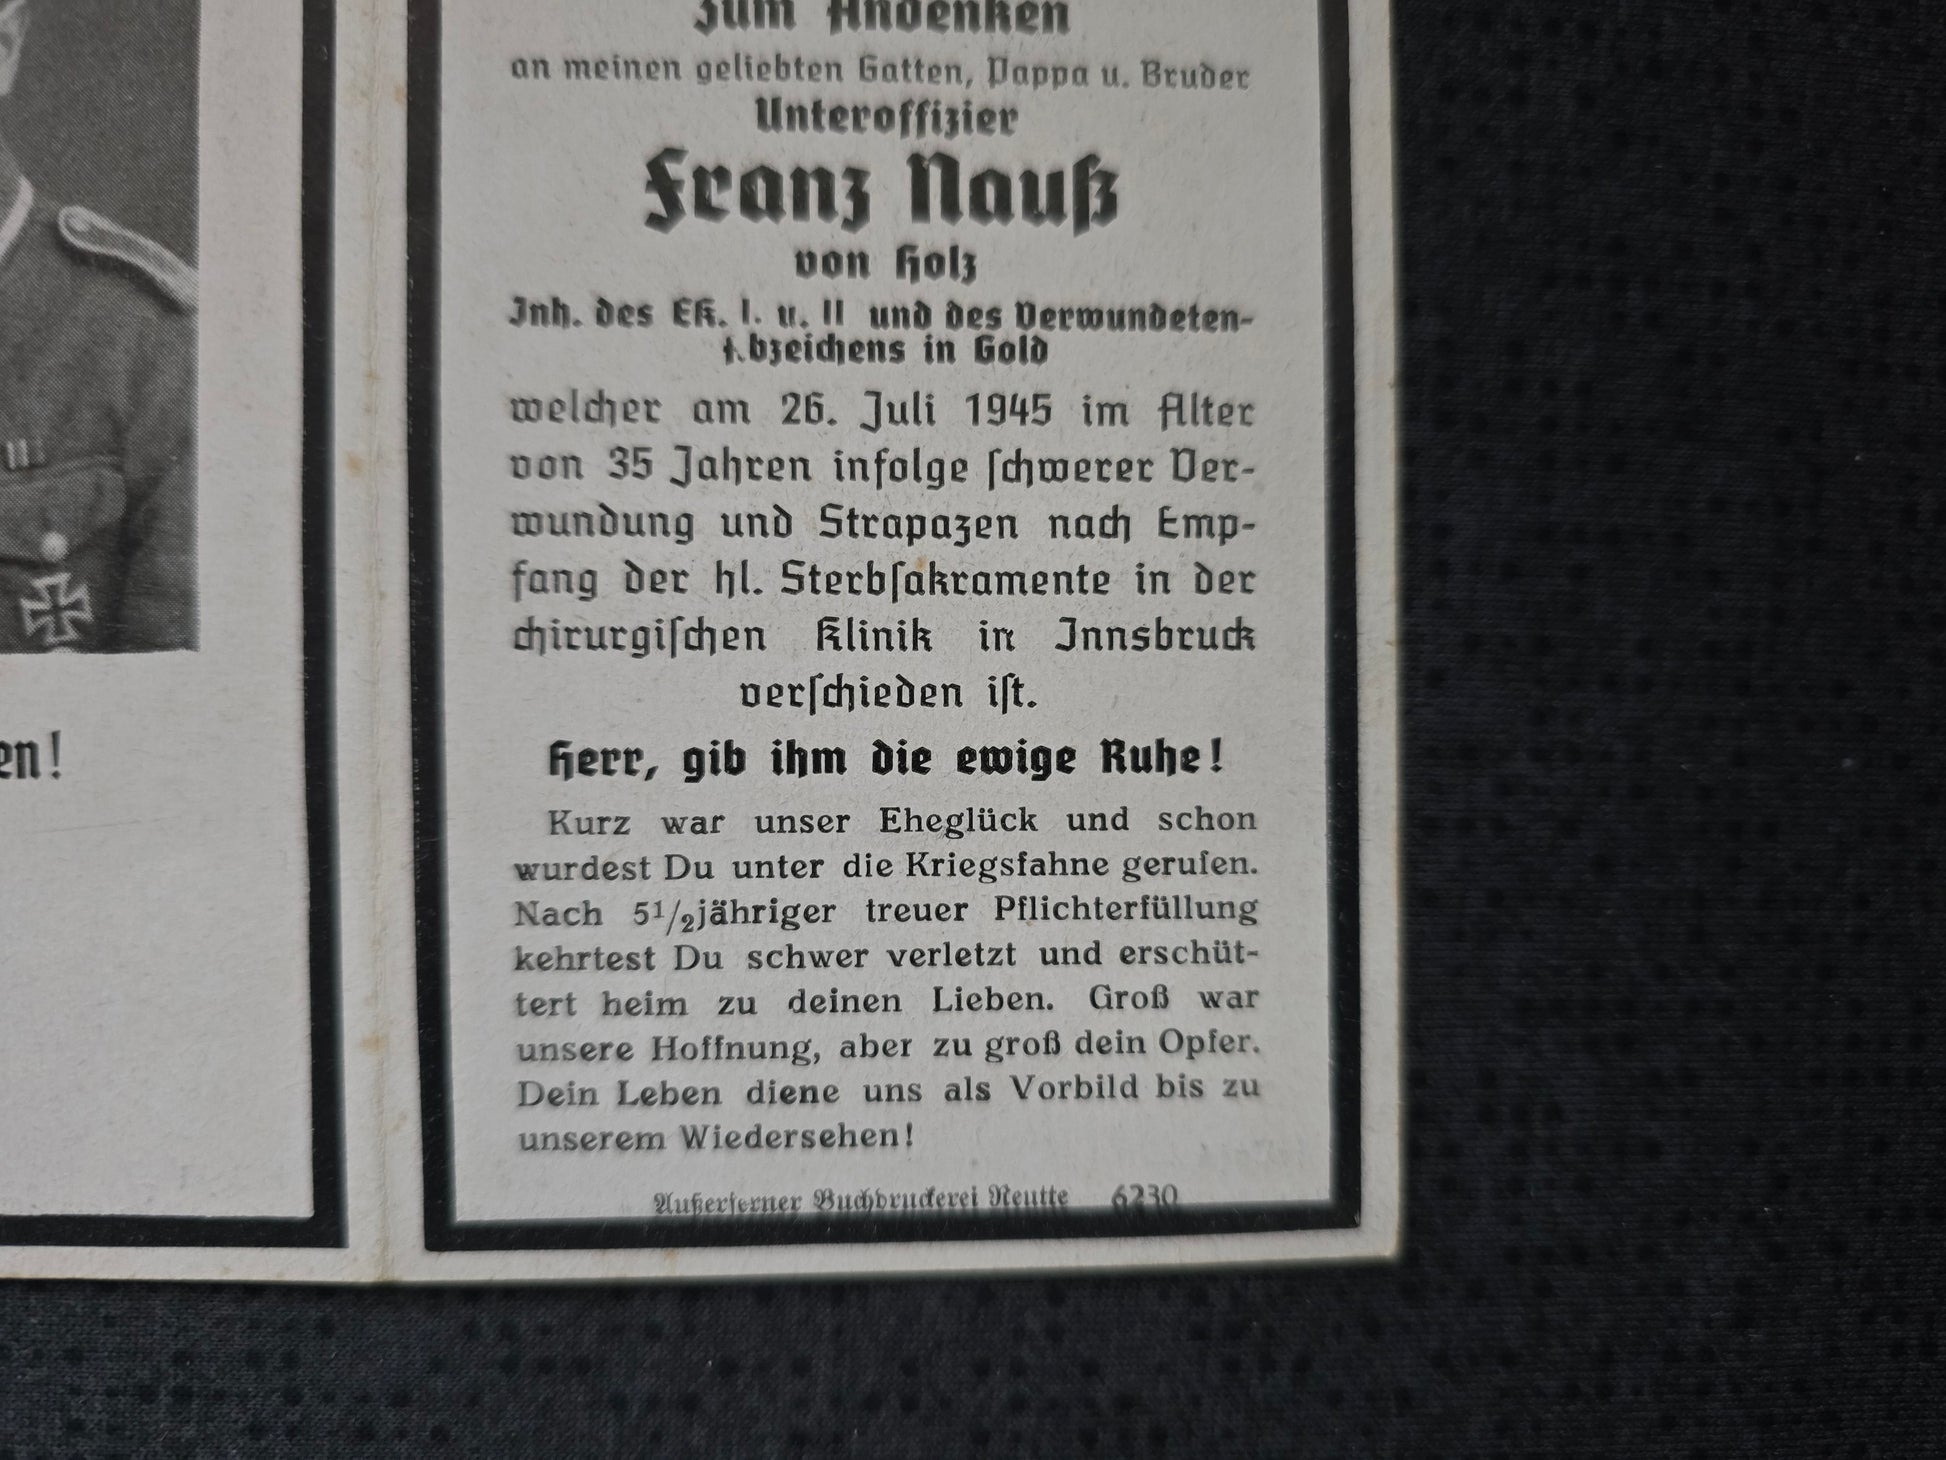 en!
zum Andenken
an meinen geliebten Gatten, Pappa u. Bruder
Unteroffizier
Franz Nauß
von Holz
Inh. des EK. I. u. II und des Verwundeten-
Abzeichens in Gold
welcher am 26. Juli 1945 im Alter
von 35 Jahren infolge schwerer Ver-
wundung und Strapazen nach Emp-
fang der hl. Sterbsakramente in der
chirurgischen Klinik in Innsbruck
verschieden ist.
Herr, gib ihm die ewige Ruhe!
Kurz war unser Eheglück und schon
wurdest Du unter die Kriegsfahne gerufen.
Nach 5½jähriger treuer Pflichterfüllung
kehrtest Du schwer verletzt und erschüt-
tert heim zu deinen Lieben. Groß war
unsere Hoffnung, aber zu groß dein Opfer.
Dein Leben diene uns als Vorbild bis zu
unserem Wiedersehen!
Außerferner Buchdruckerei Reutte 6230